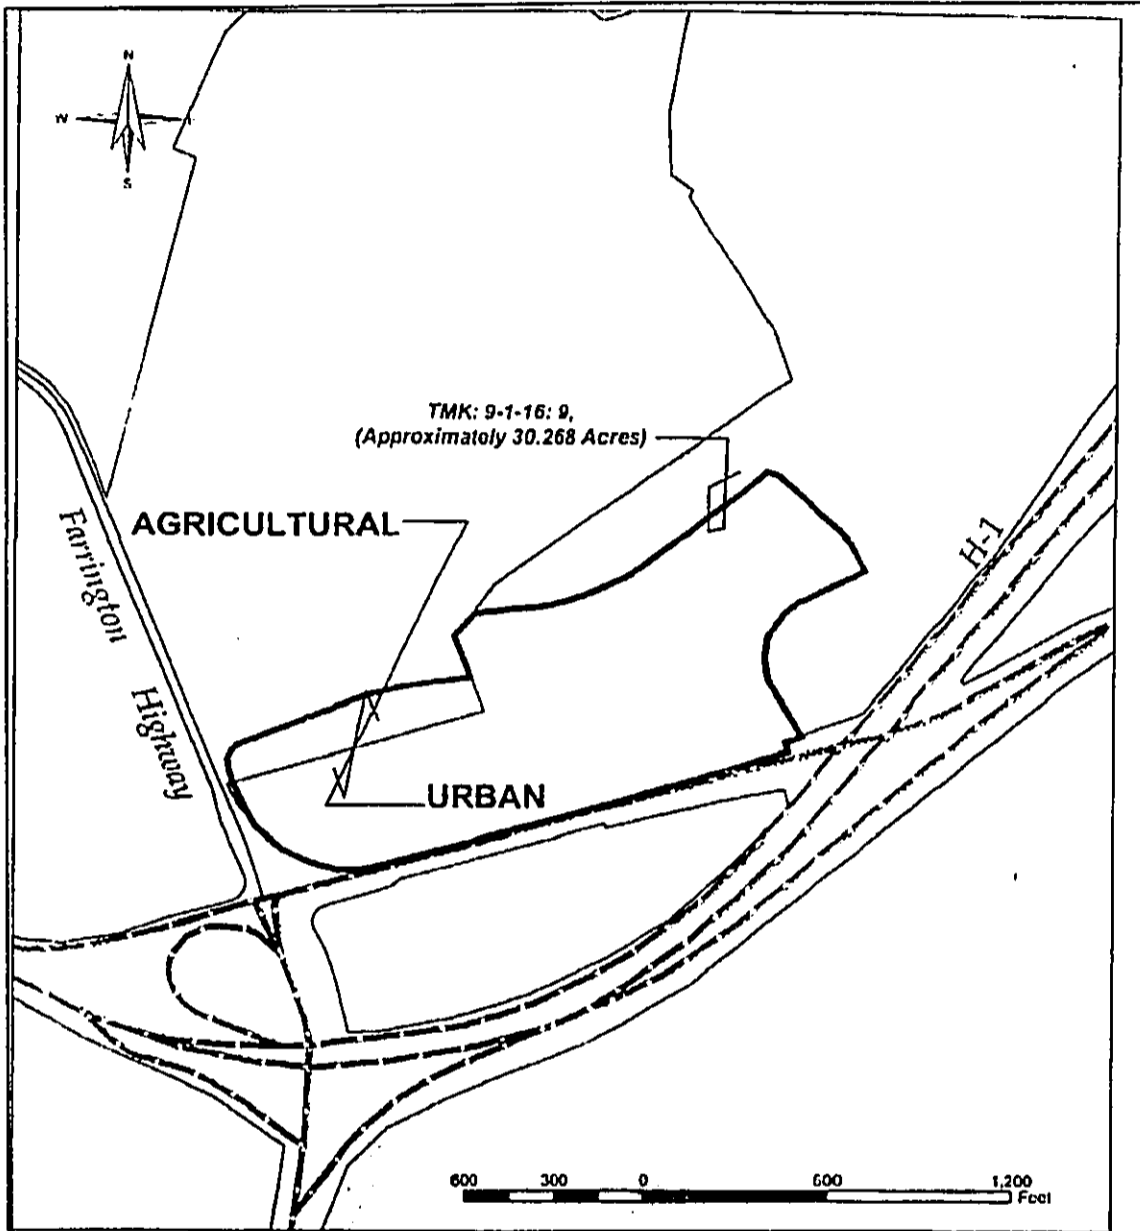 N
W
S
TMK: 9-1-16: 9,
(Approximately 30.268 Acres)
AGRICULTURAL
Farrington
Highway
H-1
URBAN
600 300 0 600 1,200
Feet